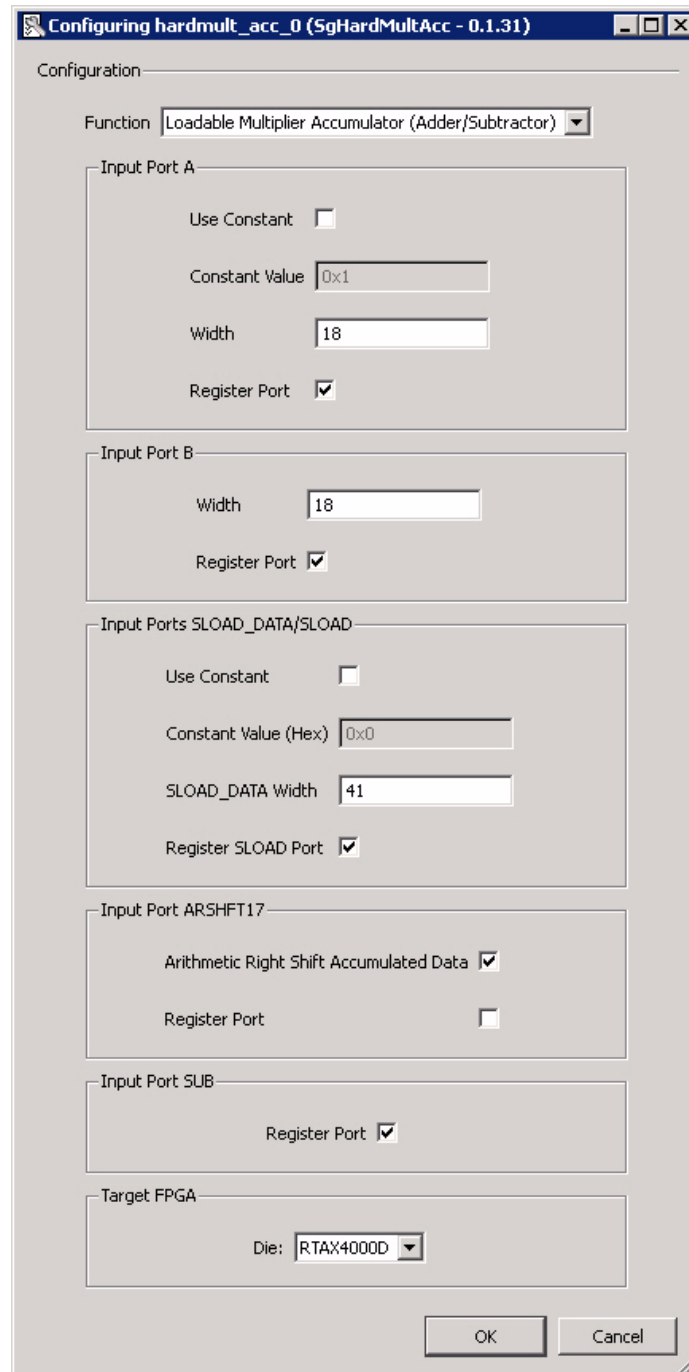 Configuring hardmult_acc_0 (SgHardMultAcc - 0.1.31)
Configuration
Function Loadable Multiplier Accumulator (Adder/Subtractor)
Input Port A
Use Constant
Constant Value 0x1
Width 18
Register Port
Input Port B
Width 18
Register Port
Input Ports SLOAD_DATA/SLOAD
Use Constant
Constant Value (Hex) 0x0
SLOAD_DATA Width 41
Register SLOAD Port
Input Port ARSHFT17
Arithmetic Right Shift Accumulated Data
Register Port
Input Port SUB
Register Port
Target FPGA
Die: RTAX4000D
OK Cancel